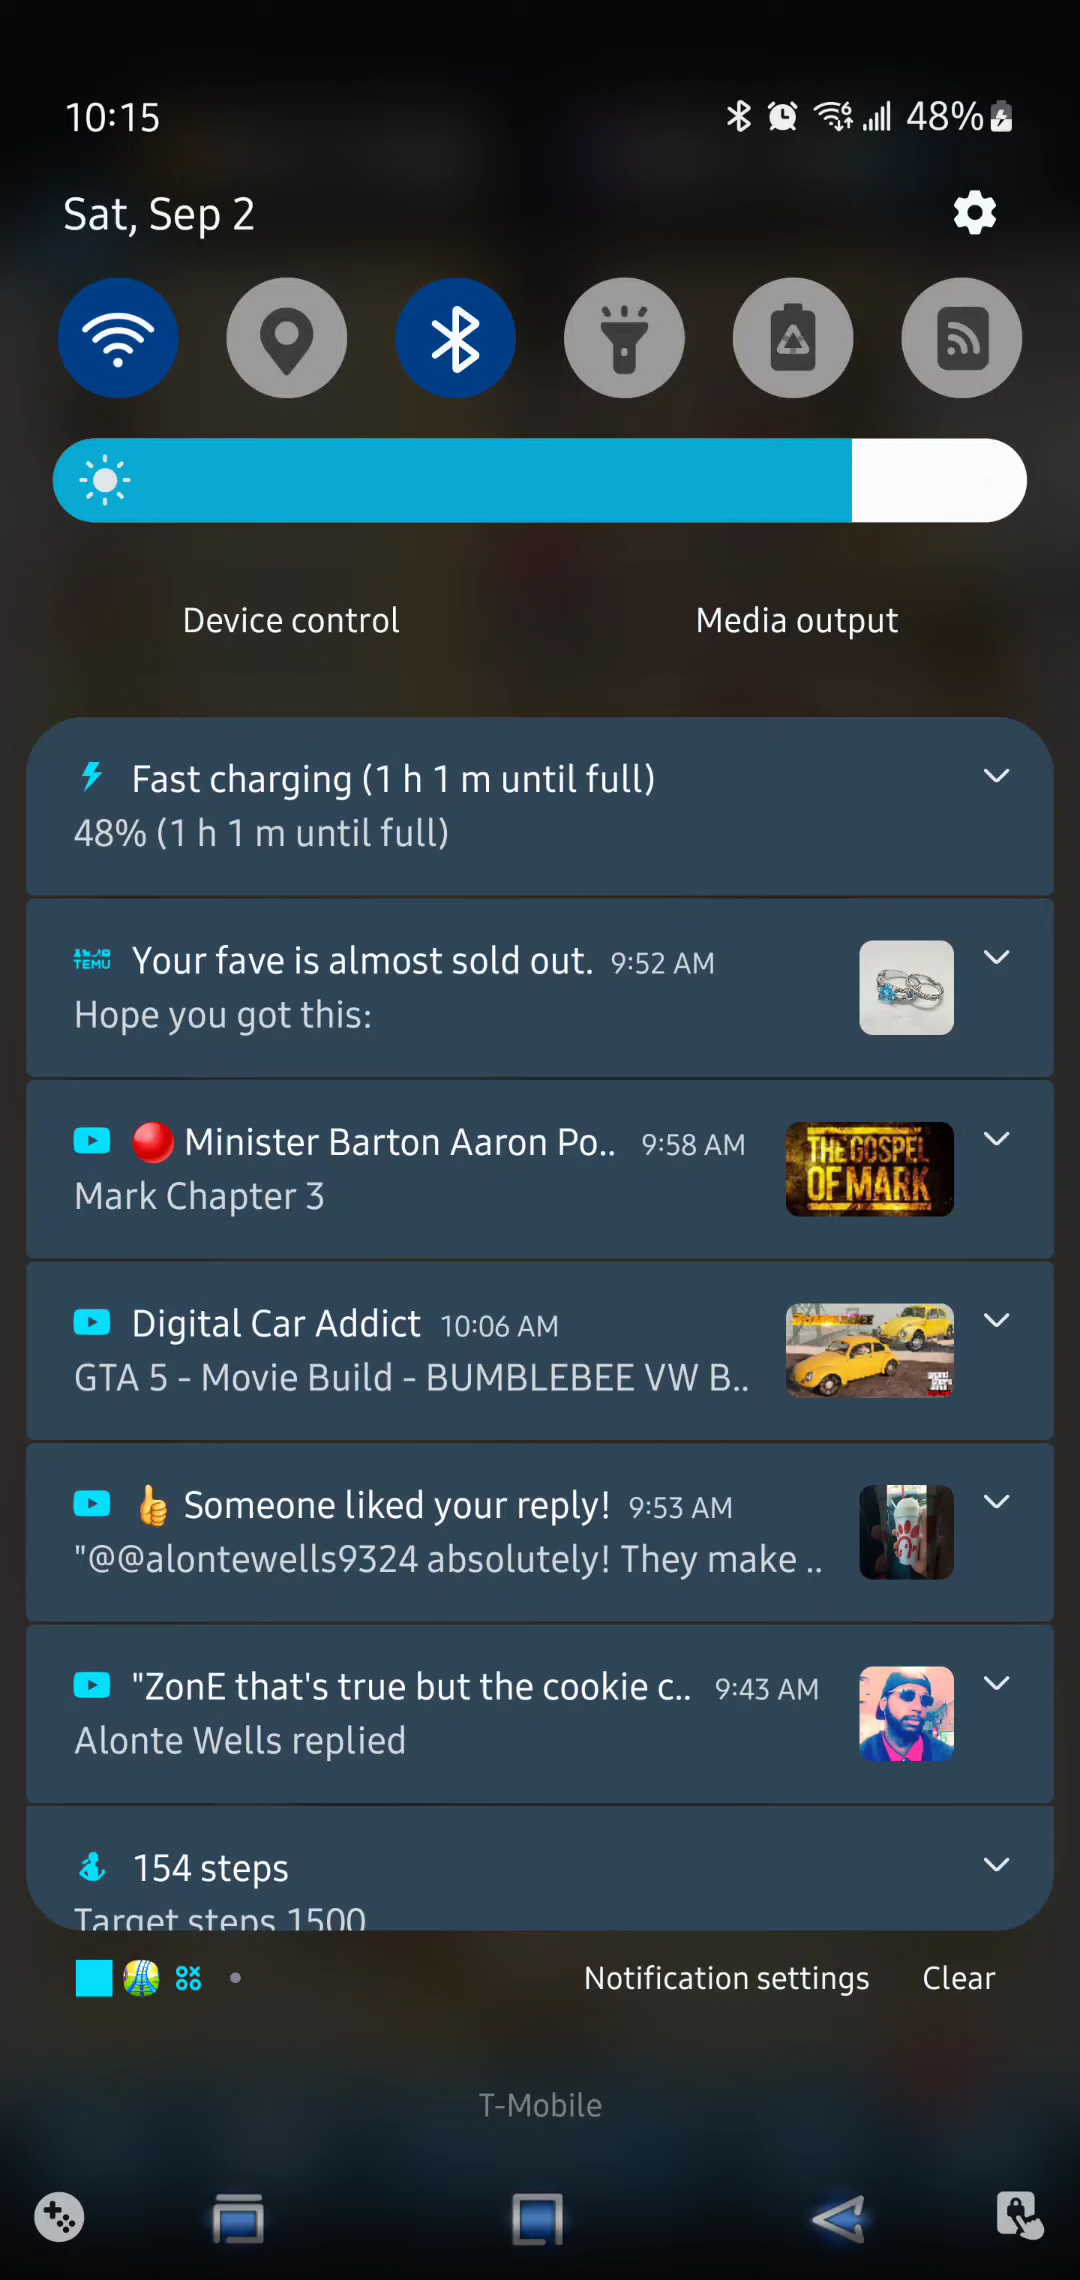 10:15
48%
Sat, Sep 2
Device control
Media output
Fast charging (1 h 1 m until full)
48% (1 h 1 m until full)
TEMU Your fave is almost sold out. 9:52 AM
Hope you got this:
🔴 Minister Barton Aaron Po.. 9:58 AM
Mark Chapter 3
THE GOSPEL
OF MARK
Digital Car Addict 10:06 AM
GTA 5 - Movie Build - BUMBLEBEE VW B..
BUMBLEBEE
👍 Someone liked your reply! 9:53 AM
"@@alontewells9324 absolutely! They make ..
"ZonE that's true but the cookie c.. 9:43 AM
Alonte Wells replied
154 steps
Target steps 1500
Notification settings
Clear
T-Mobile